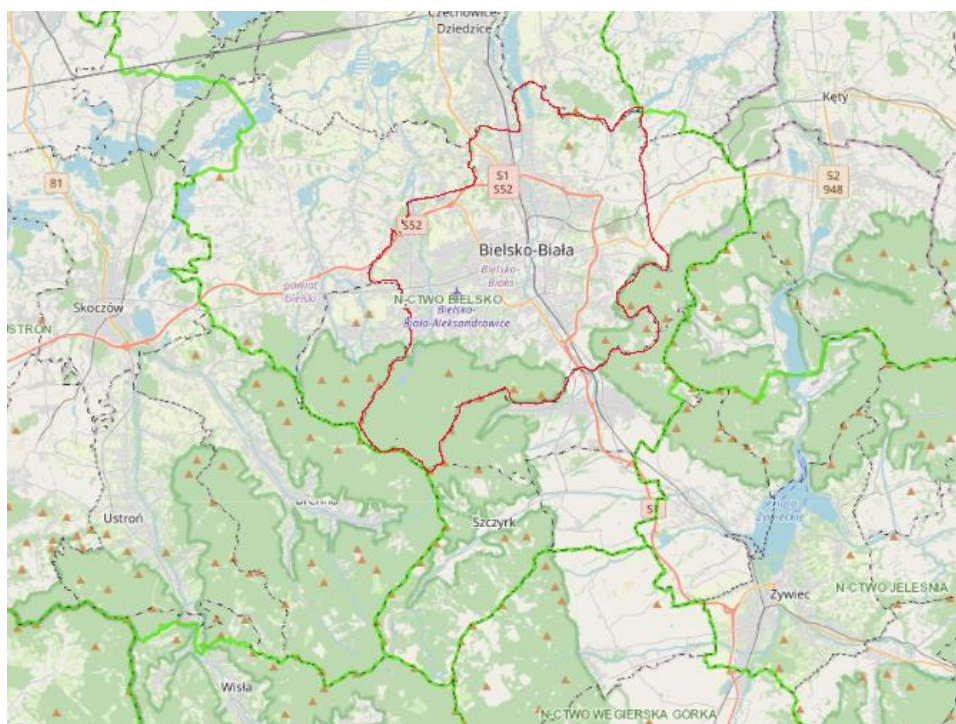 Czechowice-
Dziedzice
Kęty
81
S1
S52
52
948
S52
Bielsko-Biała
Bielsko-
Biała
powiat
bielski
N-CTWO BIELSKO
Bielsko-
Biała-Aleksandrowice
Skoczów
USTROŃ
Ustroń
Brenna
Szczyrk
S1
Żywieckie
N-CTWO JELEŚNIA
Żywiec
Wisła
N-CTWO WĘGIERSKA GÓRKA